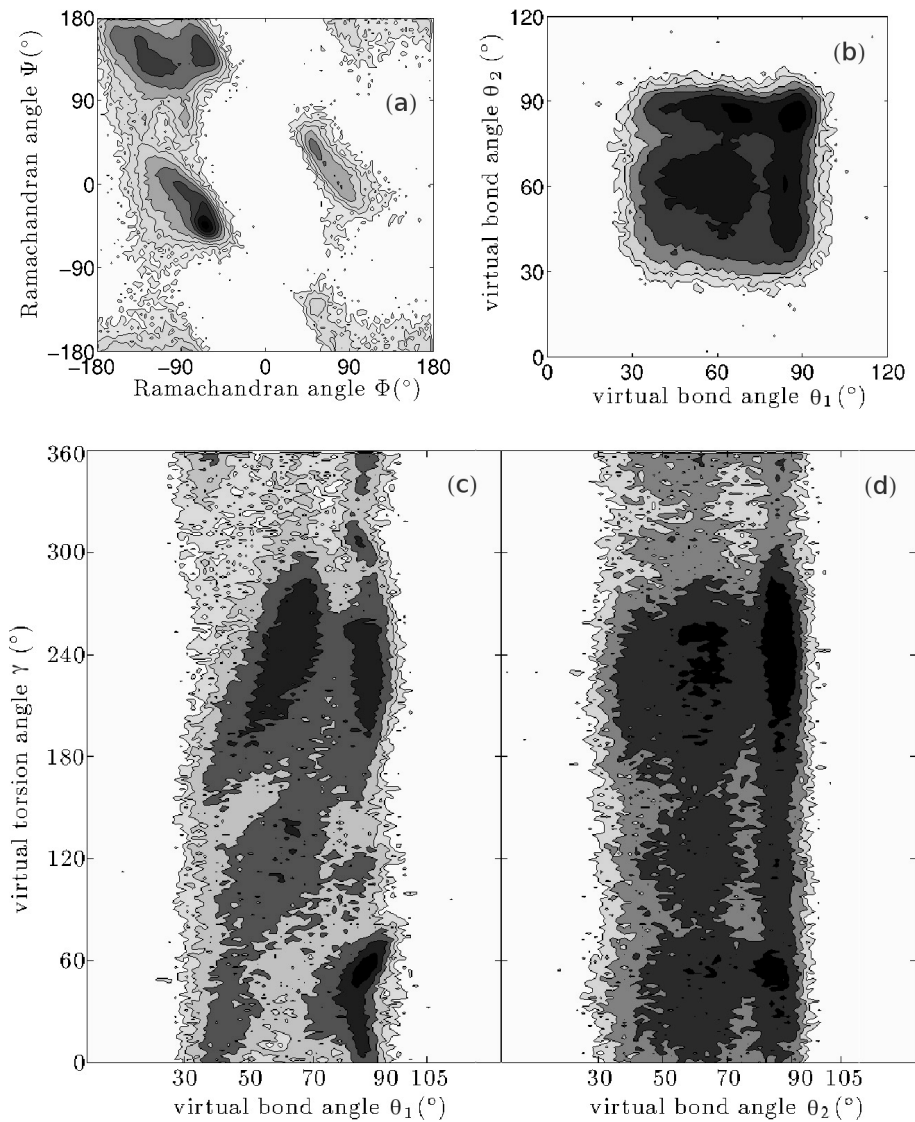 180
90
0
-90
-180
Ramachandran angle Ψ(°)
(a)
-180 -90 0 90 180
Ramachandran angle Φ(°)
120
90
60
30
0
virtual bond angle θ2 (°)
(b)
0 30 60 90 120
virtual bond angle θ1(°)
360
300
240
180
120
60
0
virtual torsion angle γ (°)
(c)
30 50 70 90 105
virtual bond angle θ1(°)
(d)
30 50 70 90 105
virtual bond angle θ2(°)